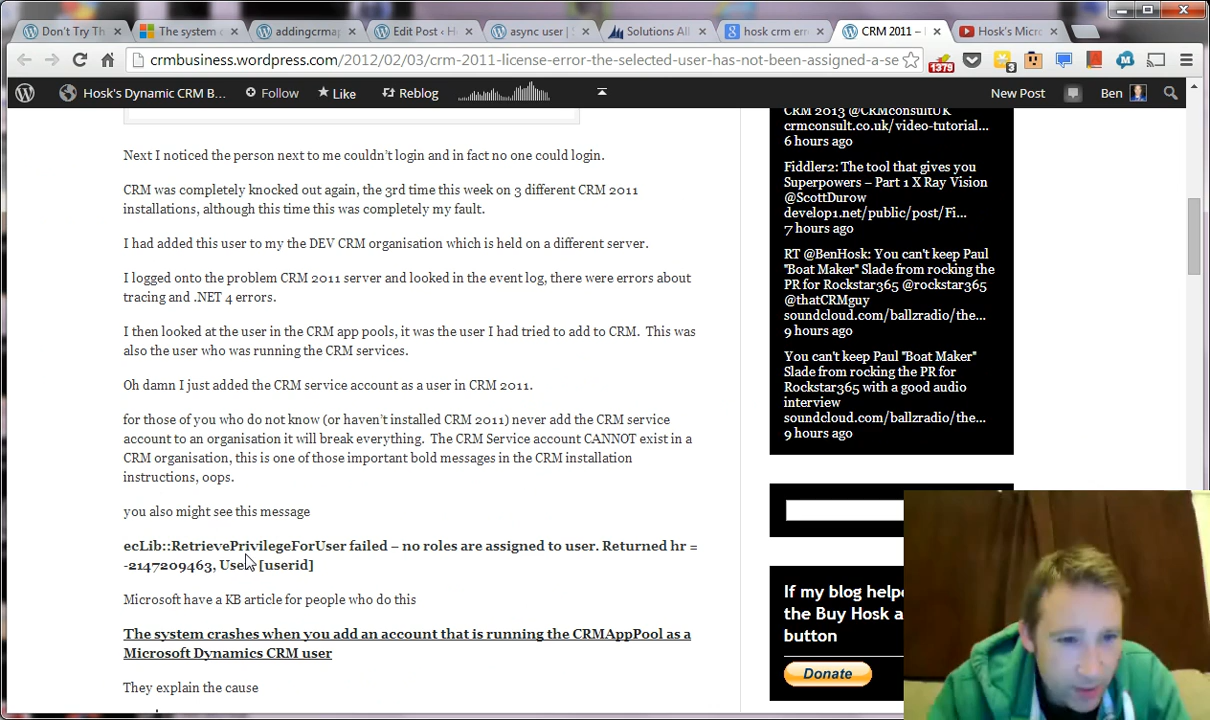 Don't Try Th
The system c
addingcrmap
Edit Post ‹ H
async user | S
Solutions All
hosk crm err
CRM 2011 –
Hosk's Micro
crmbusiness.wordpress.com/2012/02/03/crm-2011-license-error-the-selected-user-has-not-been-assigned-a-se
1379
3
Hosk's Dynamic CRM B...
Follow
Like
Reblog
New Post
Ben
Next I noticed the person next to me couldn't login and in fact no one could login.
CRM was completely knocked out again, the 3rd time this week on 3 different CRM 2011
installations, although this time this was completely my fault.
I had added this user to my the DEV CRM organisation which is held on a different server.
I logged onto the problem CRM 2011 server and looked in the event log, there were errors about
tracing and .NET 4 errors.
I then looked at the user in the CRM app pools, it was the user I had tried to add to CRM. This was
also the user who was running the CRM services.
Oh damn I just added the CRM service account as a user in CRM 2011.
for those of you who do not know (or haven't installed CRM 2011) never add the CRM service
account to an organisation it will break everything. The CRM Service account CANNOT exist in a
CRM organisation, this is one of those important bold messages in the CRM installation
instructions, oops.
you also might see this message
ecLib::RetrievePrivilegeForUser failed – no roles are assigned to user. Returned hr =
-2147209463, User: [userid]
Microsoft have a KB article for people who do this
The system crashes when you add an account that is running the CRMAppPool as a
Microsoft Dynamics CRM user
They explain the cause
CRM 2013 @CRMconsultUK
crmconsult.co.uk/video-tutorial...
6 hours ago
Fiddler2: The tool that gives you
Superpowers – Part 1 X Ray Vision
@ScottDurow
develop1.net/public/post/Fi...
7 hours ago
RT @BenHosk: You can't keep Paul
"Boat Maker" Slade from rocking the
PR for Rockstar365 @rockstar365
@thatCRMguy
soundcloud.com/ballzradio/the...
9 hours ago
You can't keep Paul "Boat Maker"
Slade from rocking the PR for
Rockstar365 with a good audio
interview
soundcloud.com/ballzradio/the...
9 hours ago
If my blog helpe
the Buy Hosk a
button
Donate